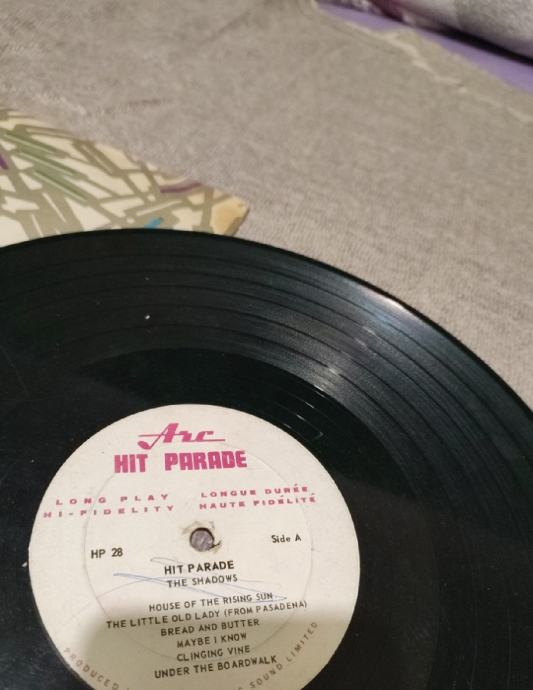 Arc
HIT PARADE
LONG PLAY LONGUE DURÉE
HI-FIDELITY HAUTE FIDÉLITÉ
HP 28 Side A
HIT PARADE
THE SHADOWS
HOUSE OF THE RISING SUN
THE LITTLE OLD LADY (FROM PASADENA)
BREAD AND BUTTER
MAYBE I KNOW
CLINGING VINE
UNDER THE BOARDWALK
PRODUCED SOUND LIMITED